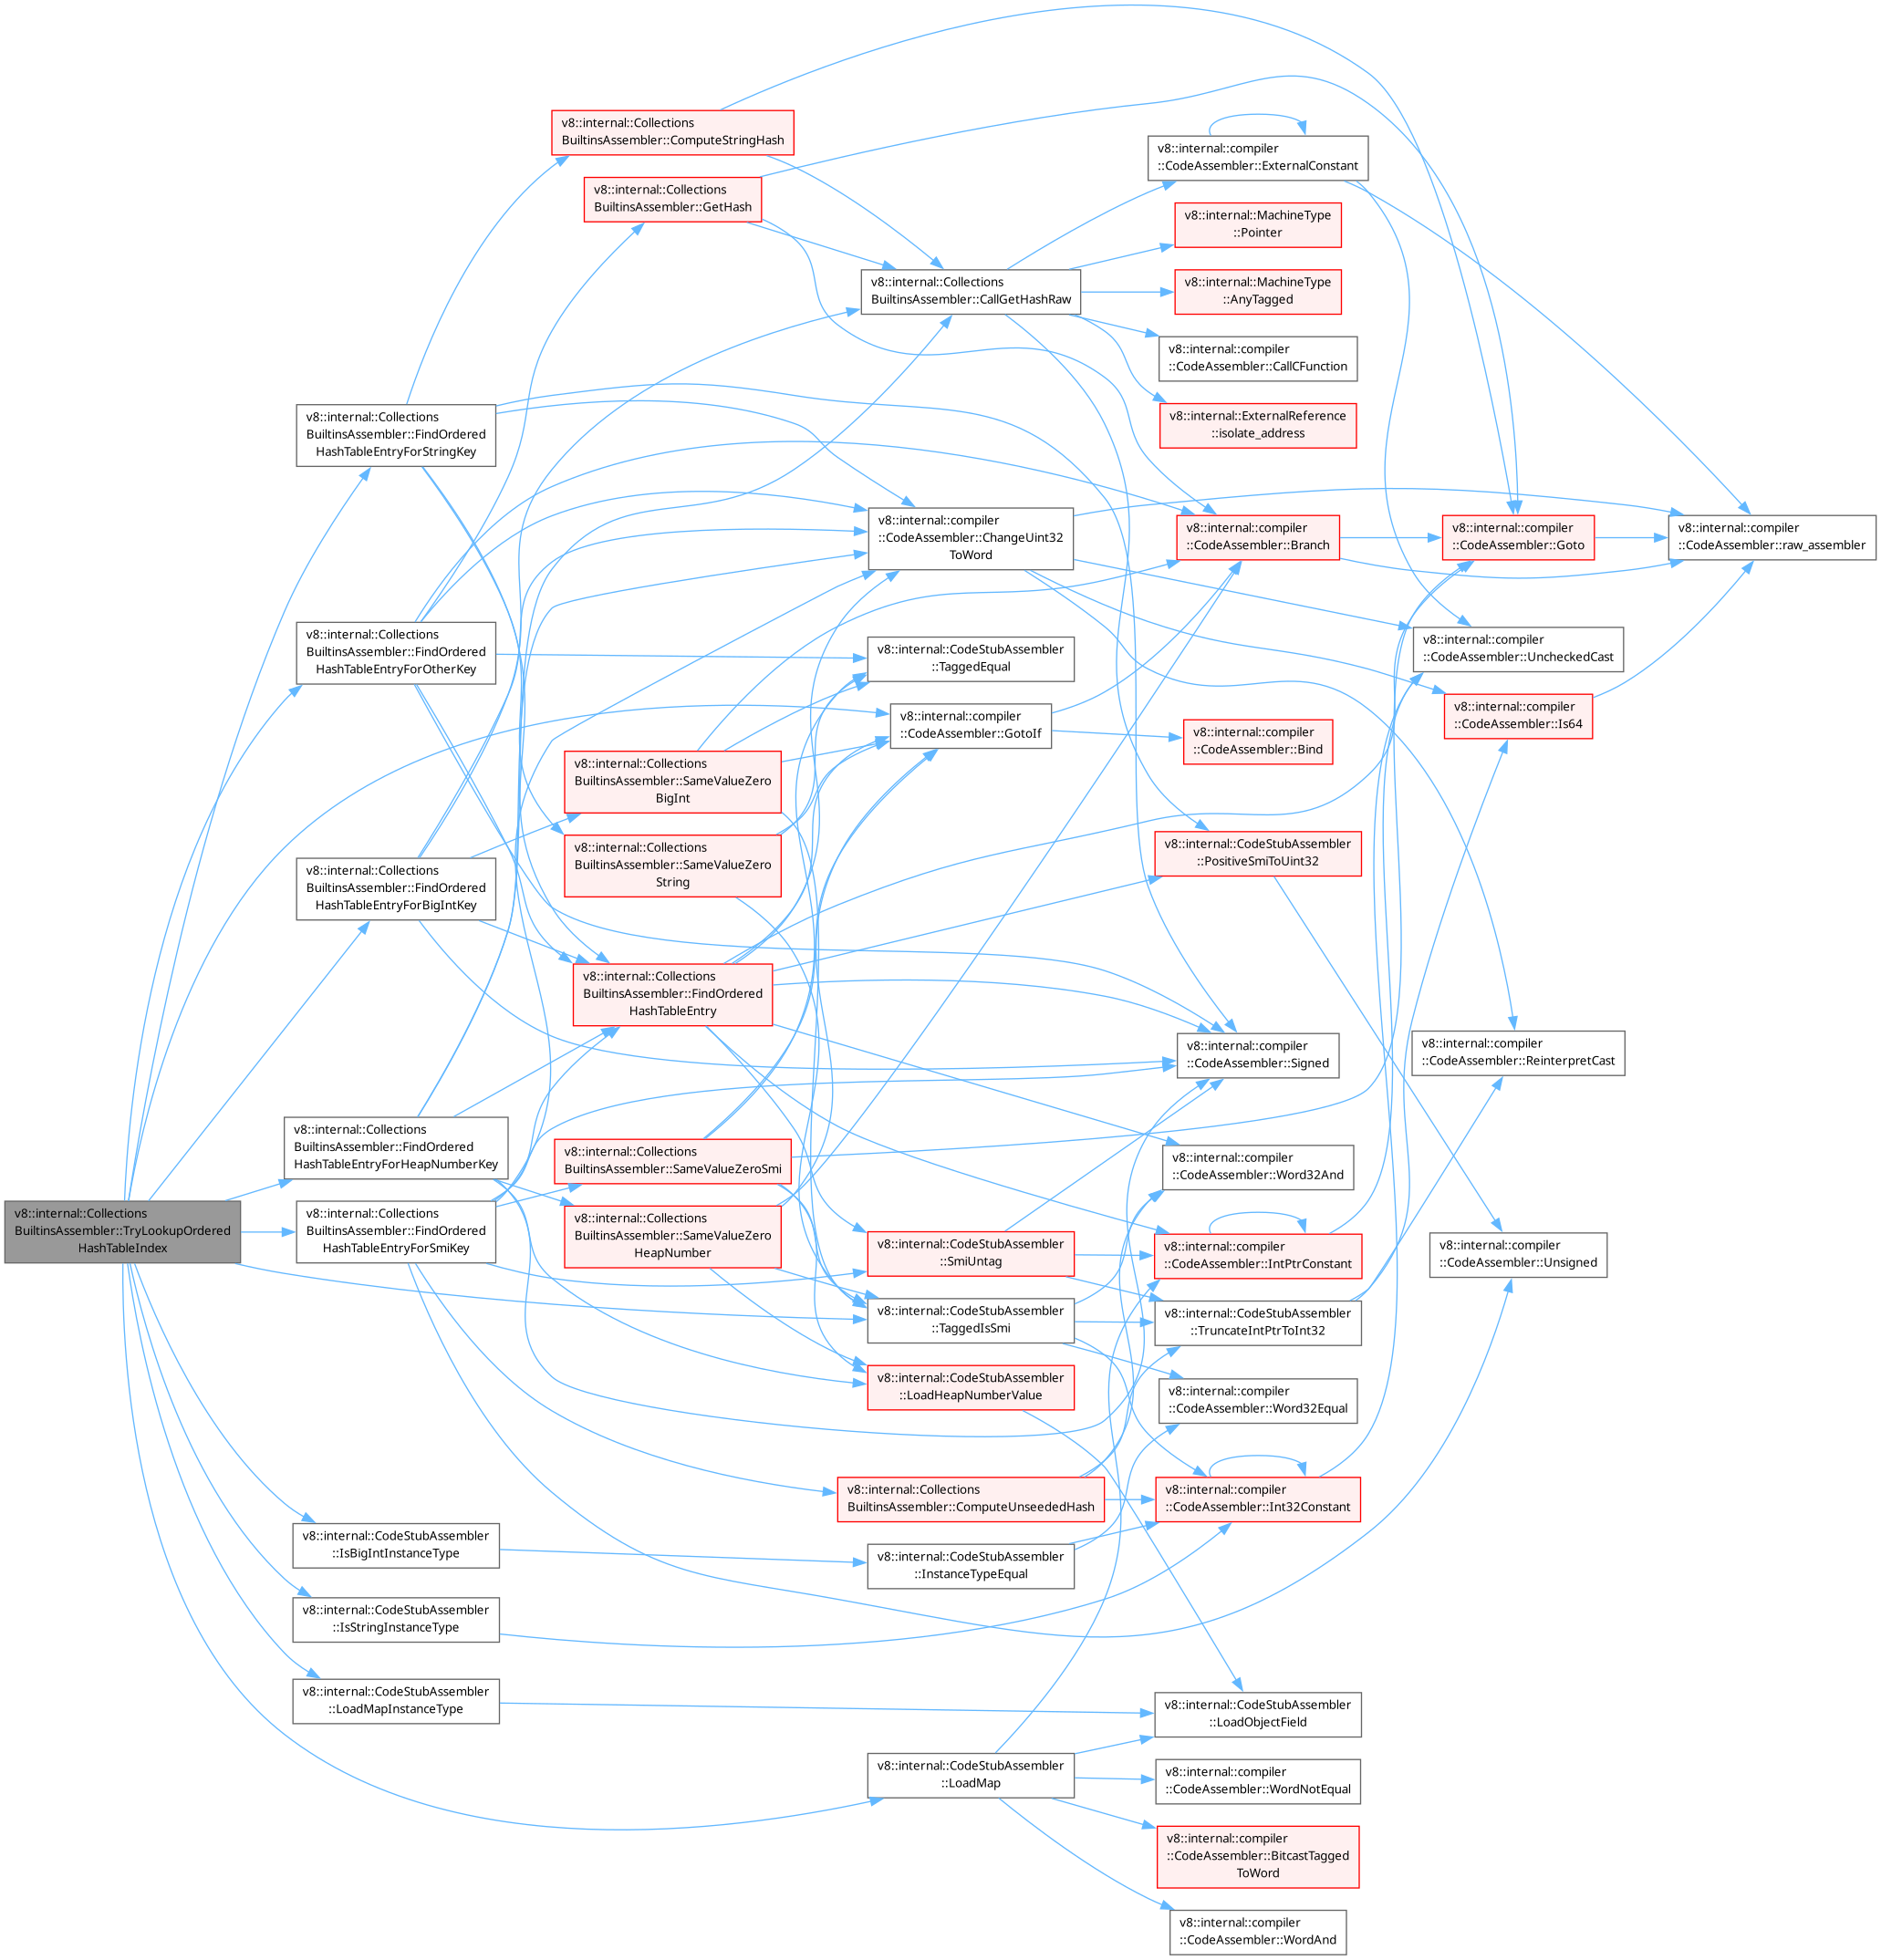 v8::internal::Collections
BuiltinsAssembler::TryLookupOrdered
HashTableIndex
v8::internal::Collections
BuiltinsAssembler::FindOrdered
HashTableEntryForStringKey
v8::internal::Collections
BuiltinsAssembler::FindOrdered
HashTableEntryForOtherKey
v8::internal::Collections
BuiltinsAssembler::FindOrdered
HashTableEntryForBigIntKey
v8::internal::Collections
BuiltinsAssembler::FindOrdered
HashTableEntryForHeapNumberKey
v8::internal::Collections
BuiltinsAssembler::FindOrdered
HashTableEntryForSmiKey
v8::internal::CodeStubAssembler
::IsBigIntInstanceType
v8::internal::CodeStubAssembler
::IsStringInstanceType
v8::internal::CodeStubAssembler
::LoadMapInstanceType
v8::internal::Collections
BuiltinsAssembler::ComputeStringHash
v8::internal::Collections
BuiltinsAssembler::GetHash
v8::internal::Collections
BuiltinsAssembler::SameValueZero
BigInt
v8::internal::Collections
BuiltinsAssembler::SameValueZero
String
v8::internal::Collections
BuiltinsAssembler::FindOrdered
HashTableEntry
v8::internal::Collections
BuiltinsAssembler::SameValueZeroSmi
v8::internal::Collections
BuiltinsAssembler::SameValueZero
HeapNumber
v8::internal::Collections
BuiltinsAssembler::CallGetHashRaw
v8::internal::compiler
::CodeAssembler::ChangeUint32
ToWord
v8::internal::CodeStubAssembler
::TaggedEqual
v8::internal::compiler
::CodeAssembler::GotoIf
v8::internal::CodeStubAssembler
::SmiUntag
v8::internal::CodeStubAssembler
::TaggedIsSmi
v8::internal::CodeStubAssembler
::LoadHeapNumberValue
v8::internal::Collections
BuiltinsAssembler::ComputeUnseededHash
v8::internal::CodeStubAssembler
::InstanceTypeEqual
v8::internal::CodeStubAssembler
::LoadMap
v8::internal::compiler
::CodeAssembler::ExternalConstant
v8::internal::MachineType
::Pointer
v8::internal::MachineType
::AnyTagged
v8::internal::compiler
::CodeAssembler::CallCFunction
v8::internal::ExternalReference
::isolate_address
v8::internal::compiler
::CodeAssembler::Branch
v8::internal::compiler
::CodeAssembler::Bind
v8::internal::CodeStubAssembler
::PositiveSmiToUint32
v8::internal::compiler
::CodeAssembler::Signed
v8::internal::compiler
::CodeAssembler::Word32And
v8::internal::compiler
::CodeAssembler::IntPtrConstant
v8::internal::CodeStubAssembler
::TruncateIntPtrToInt32
v8::internal::compiler
::CodeAssembler::Word32Equal
v8::internal::compiler
::CodeAssembler::Int32Constant
v8::internal::CodeStubAssembler
::LoadObjectField
v8::internal::compiler
::CodeAssembler::WordNotEqual
v8::internal::compiler
::CodeAssembler::BitcastTagged
ToWord
v8::internal::compiler
::CodeAssembler::WordAnd
v8::internal::compiler
::CodeAssembler::Goto
v8::internal::compiler
::CodeAssembler::UncheckedCast
v8::internal::compiler
::CodeAssembler::Is64
v8::internal::compiler
::CodeAssembler::ReinterpretCast
v8::internal::compiler
::CodeAssembler::Unsigned
v8::internal::compiler
::CodeAssembler::raw_assembler